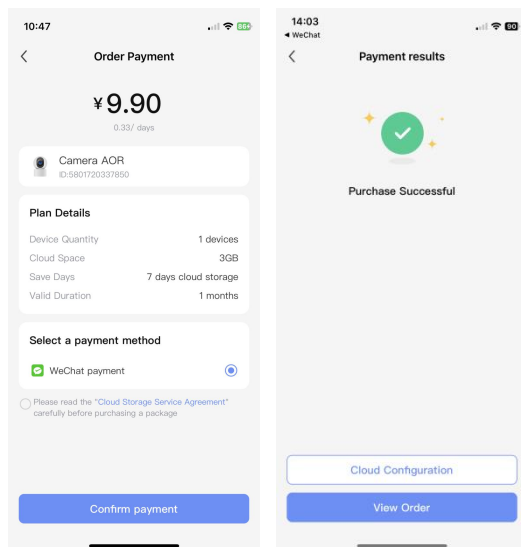 10:47
86+
Order Payment
¥9.90
0.33/ days
Camera AOR
ID:5801720337850
Plan Details
Device Quantity 1 devices
Cloud Space 3GB
Save Days 7 days cloud storage
Valid Duration 1 months
Select a payment method
WeChat payment
Please read the "Cloud Storage Service Agreement"
carefully before purchasing a package
Confirm payment
14:03
90
◀ WeChat
Payment results
Purchase Successful
Cloud Configuration
View Order